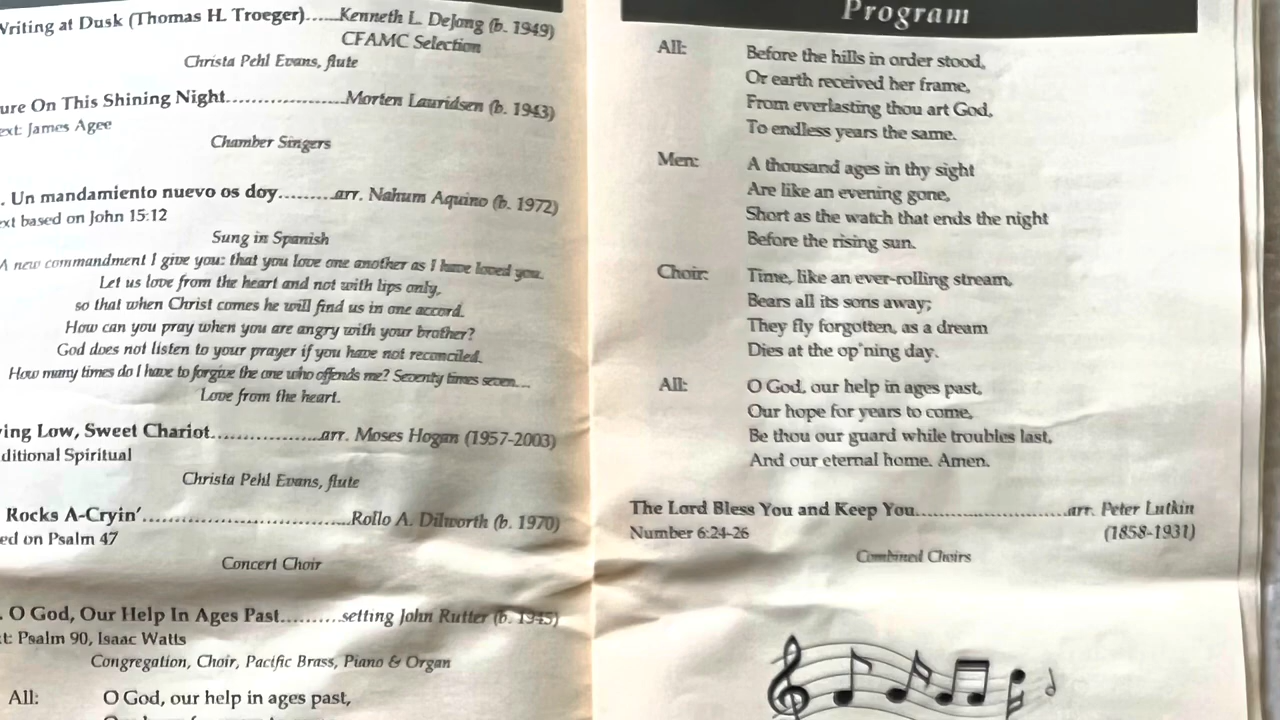 Writing at Dusk (Thomas H. Troeger)......Kenneth L. DeJong (b. 1949)
CFAMC Selection
Christa Pehl Evans, flute
ure On This Shining Night....................Morten Lauridsen (b. 1943)
ext: James Agee
Chamber Singers
. Un mandamiento nuevo os doy.........arr. Nahum Aquino (b. 1972)
ext based on John 15:12
Sung in Spanish
A new commandment I give you: that you love one another as I have loved you.
Let us love from the heart and not with lips only,
so that when Christ comes he will find us in one accord.
How can you pray when you are angry with your brother?
God does not listen to your prayer if you have not reconciled.
How many times do I have to forgive the one who offends me? Seventy times seven...
Love from the heart.
ving Low, Sweet Chariot..................arr. Moses Hogan (1957-2003)
ditional Spiritual
Christa Pehl Evans, flute
Rocks A-Cryin'...................................Rollo A. Dilworth (b. 1970)
ed on Psalm 47
Concert Choir
. O God, Our Help In Ages Past..........setting John Rutter (b. 1945)
t: Psalm 90, Isaac Watts
Congregation, Choir, Pacific Brass, Piano & Organ
All: O God, our help in ages past,
Program
All: Before the hills in order stood,
Or earth received her frame,
From everlasting thou art God,
To endless years the same.
Men: A thousand ages in thy sight
Are like an evening gone,
Short as the watch that ends the night
Before the rising sun.
Choir: Time, like an ever-rolling stream,
Bears all its sons away;
They fly forgotten, as a dream
Dies at the op'ning day.
All: O God, our help in ages past,
Our hope for years to come,
Be thou our guard while troubles last,
And our eternal home. Amen.
The Lord Bless You and Keep You..........................arr. Peter Lutkin
Number 6:24-26 (1858-1931)
Combined Choirs